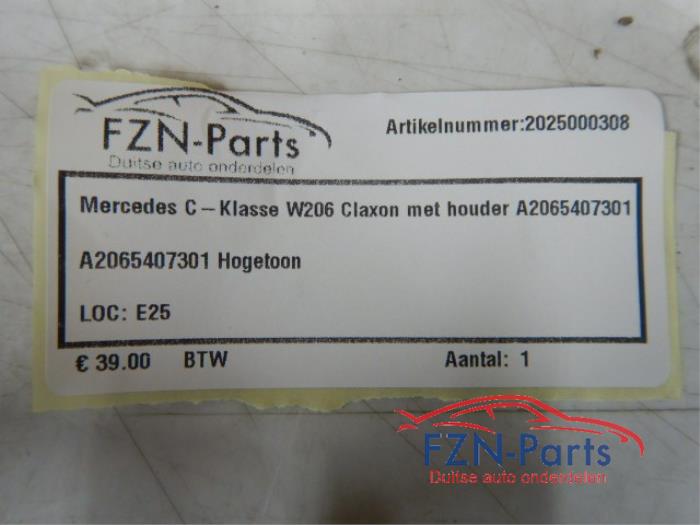 FZN-Parts
Duitse auto onderdelen
Artikelnummer:2025000308
Mercedes C – Klasse W206 Claxon met houder A2065407301
A2065407301 Hogetoon
LOC: E25
€ 39.00 BTW Aantal: 1
FZN-Parts
Duitse auto onderdelen